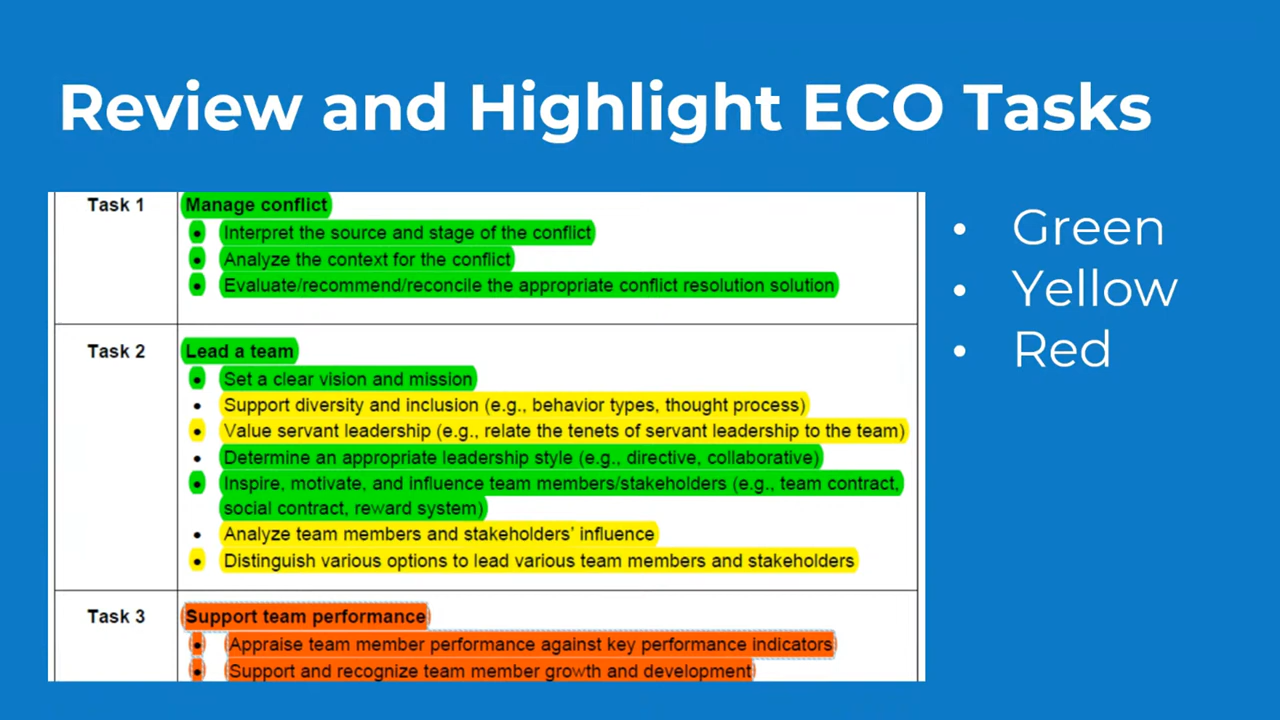 Review and Highlight ECO Tasks
Task 1
Manage conflict
• Interpret the source and stage of the conflict
• Analyze the context for the conflict
• Evaluate/recommend/reconcile the appropriate conflict resolution solution
Task 2
Lead a team
• Set a clear vision and mission
• Support diversity and inclusion (e.g., behavior types, thought process)
• Value servant leadership (e.g., relate the tenets of servant leadership to the team)
• Determine an appropriate leadership style (e.g., directive, collaborative)
• Inspire, motivate, and influence team members/stakeholders (e.g., team contract,
social contract, reward system)
• Analyze team members and stakeholders' influence
• Distinguish various options to lead various team members and stakeholders
Task 3
Support team performance
• Appraise team member performance against key performance indicators
• Support and recognize team member growth and development
• Green
• Yellow
• Red